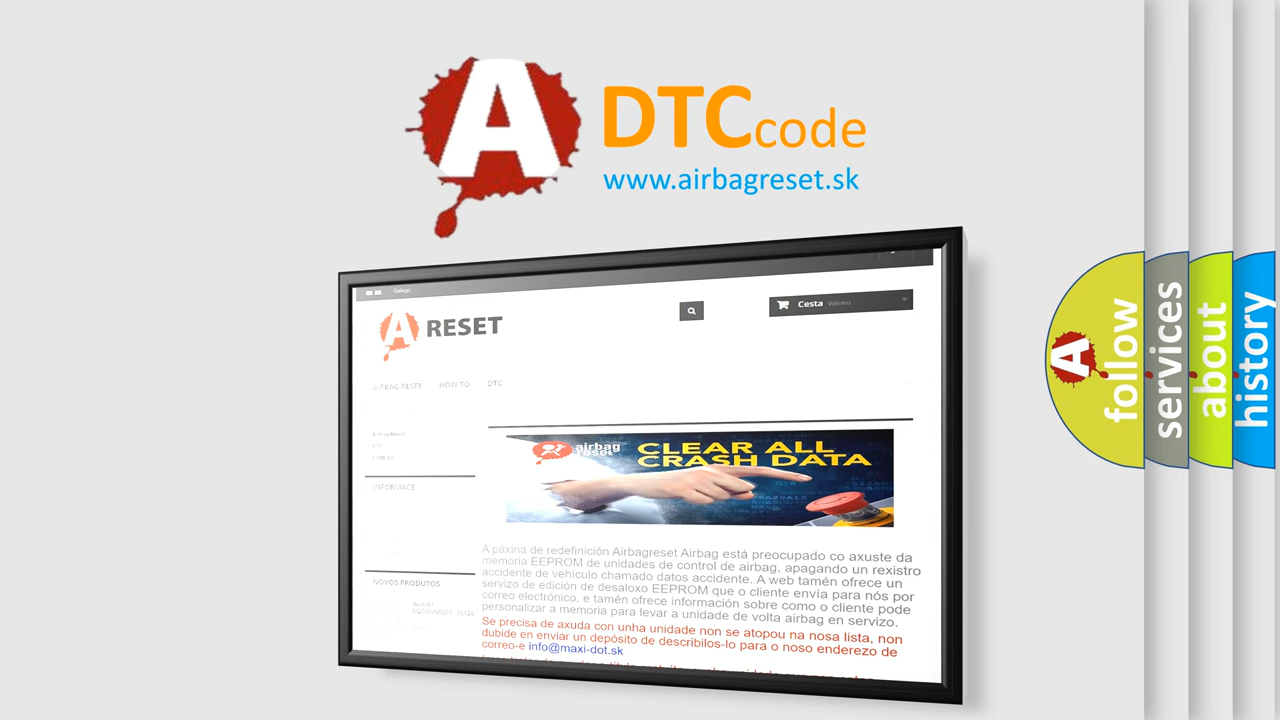 A
DTCcode
www.airbagreset.sk
Galego
A RESET
Cesta Valeiro
AIRBAG RESET HOW TO DTC
INFORMACE
NOVOS PRODUTOS
airbag
reset
CLEAR ALL
CRASH DATA
A páxina de redefinición Airbagreset Airbag está preocupado co axuste da
memoria EEPROM de unidades de control de airbag, apagando un rexistro
accidente de vehículo chamado datos accidente. A web tamén ofrece un
servizo de edición de desaloxo EEPROM que o cliente envía para nós por
correo electrónico, e tamén ofrece información sobre como o cliente pode
personalizar a memoria para levar a unidade de volta airbag en servizo.
Se precisa de axuda con unha unidade non se atopou na nosa lista, non
dubide en enviar un depósito de describilos-lo para o noso enderezo de
correo-e info@maxi-dot.sk
A
follow
services
about
history